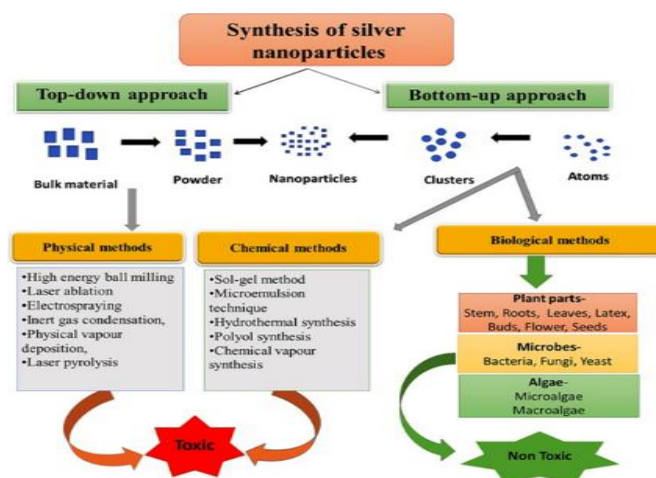 Synthesis of silver
nanoparticles
Top-down approach
Bottom-up approach
Bulk material
Powder
Nanoparticles
Clusters
Atoms
Physical methods
•High energy ball milling
•Laser ablation
•Electrospraying
•Inert gas condensation,
•Physical vapour
deposition,
•Laser pyrolysis
Chemical methods
•Sol-gel method
•Microemulsion
technique
•Hydrothermal synthesis
•Polyol synthesis
•Chemical vapour
synthesis
Biological methods
Plant parts-
Stem, Roots, Leaves, Latex,
Buds, Flower, Seeds
Microbes-
Bacteria, Fungi, Yeast
Algae-
Microalgae
Macroalgae
Toxic
Non Toxic